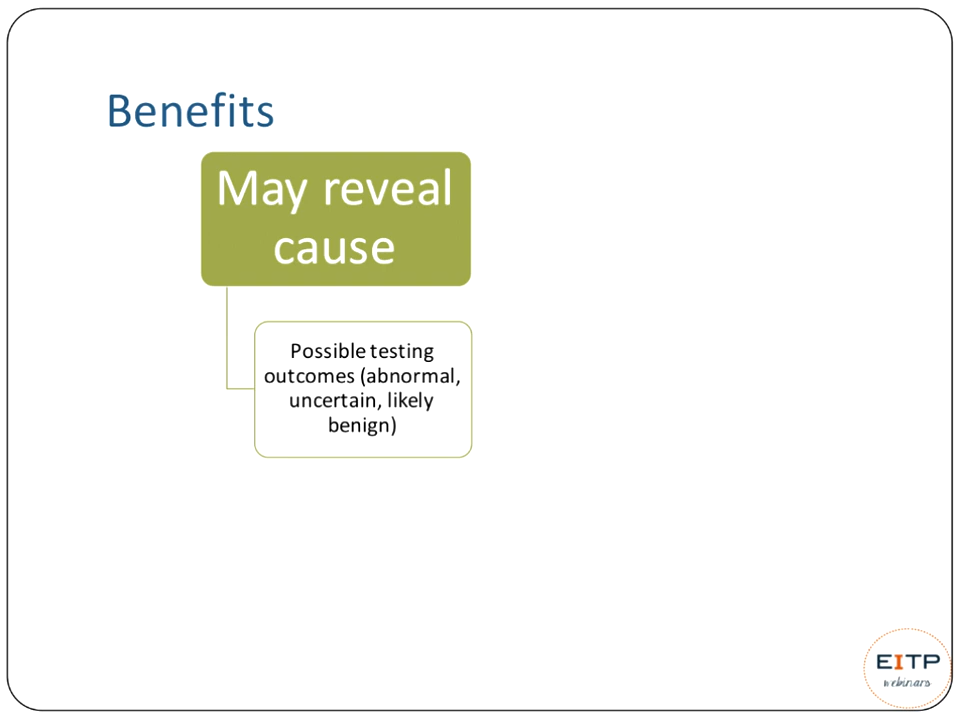 Benefits
May reveal
cause
Possible testing
outcomes (abnormal,
uncertain, likely
benign)
EITP
webinars